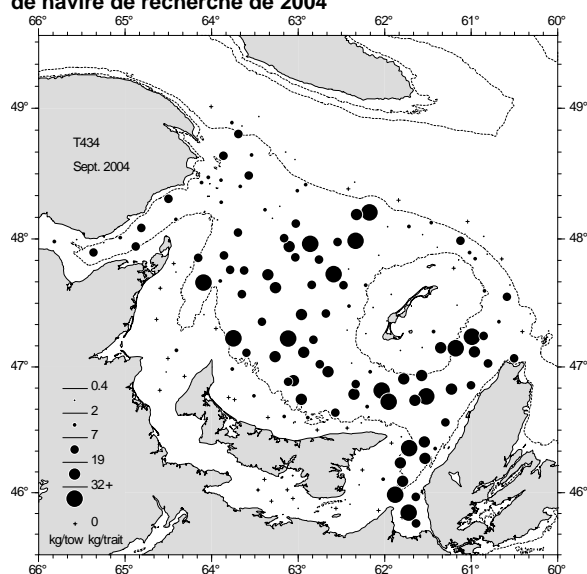 de navire de recherche de 2004
66° 65° 64° 63° 62° 61° 60°
49° 49°
T434
Sept. 2004
48° 48°
47° 47°
0.4
2
7
19
32+
46° 46°
0
kg/tow kg/trait
66° 65° 64° 63° 62° 61° 60°